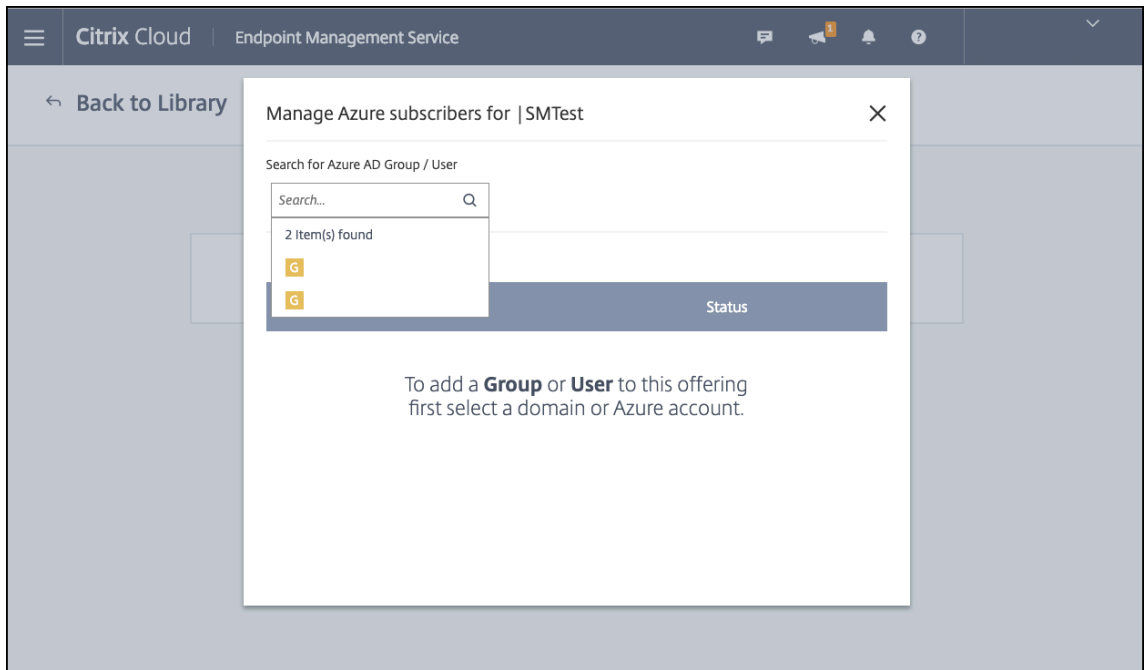 Citrix Cloud | Endpoint Management Service
1
?
Back to Library
Manage Azure subscribers for |SMTest
Search for Azure AD Group / User
Search...
2 Item(s) found
G
G
Status
To add a Group or User to this offering
first select a domain or Azure account.